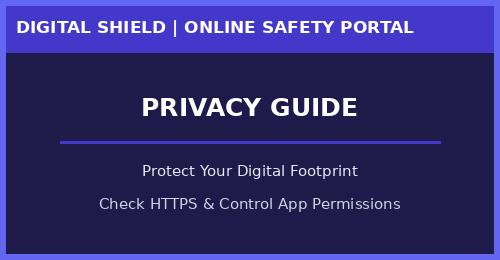 DIGITAL SHIELD | ONLINE SAFETY PORTAL
PRIVACY GUIDE
Protect Your Digital Footprint
Check HTTPS & Control App Permissions